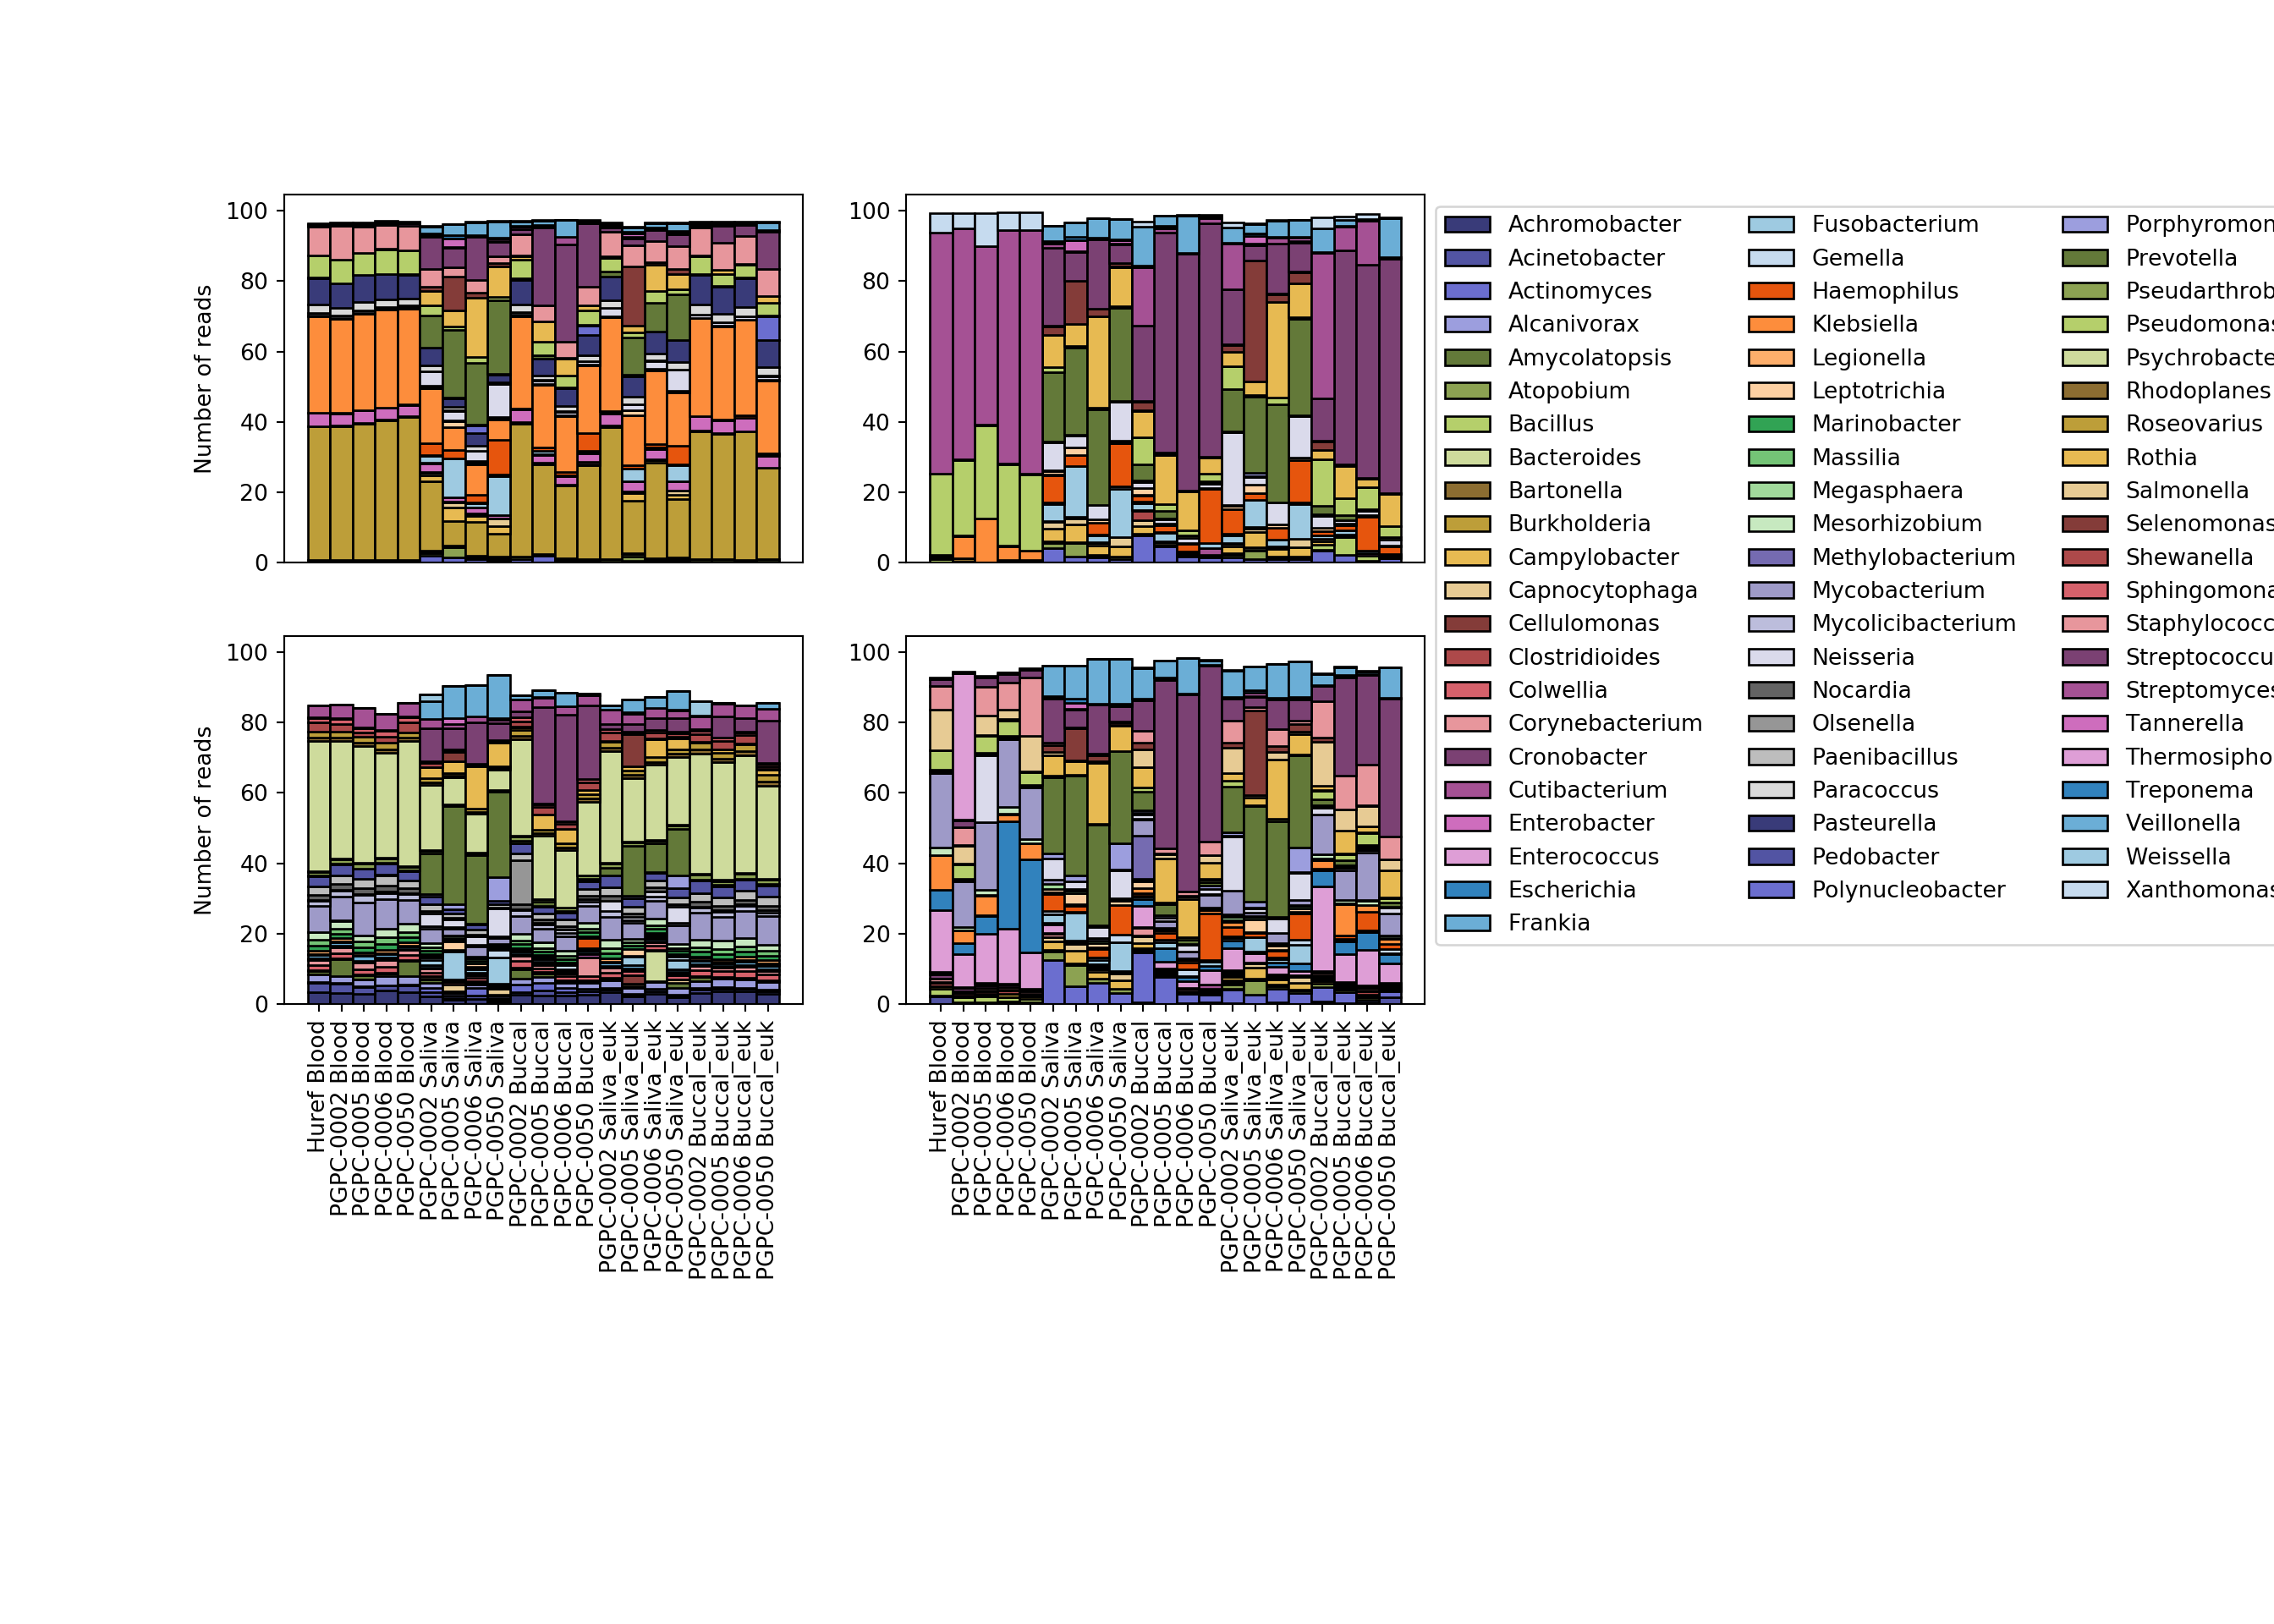 100
80
60
40
20
0
Number of reads
100
80
60
40
20
0
100
80
60
40
20
0
Number of reads
100
80
60
40
20
0
Huref Blood
PGPC-0002 Blood
PGPC-0005 Blood
PGPC-0006 Blood
PGPC-0050 Blood
PGPC-0002 Saliva
PGPC-0005 Saliva
PGPC-0006 Saliva
PGPC-0050 Saliva
PGPC-0002 Buccal
PGPC-0005 Buccal
PGPC-0006 Buccal
PGPC-0050 Buccal
PGPC-0002 Saliva_euk
PGPC-0005 Saliva_euk
PGPC-0006 Saliva_euk
PGPC-0050 Saliva_euk
PGPC-0002 Buccal_euk
PGPC-0005 Buccal_euk
PGPC-0006 Buccal_euk
PGPC-0050 Buccal_euk
Huref Blood
PGPC-0002 Blood
PGPC-0005 Blood
PGPC-0006 Blood
PGPC-0050 Blood
PGPC-0002 Saliva
PGPC-0005 Saliva
PGPC-0006 Saliva
PGPC-0050 Saliva
PGPC-0002 Buccal
PGPC-0005 Buccal
PGPC-0006 Buccal
PGPC-0050 Buccal
PGPC-0002 Saliva_euk
PGPC-0005 Saliva_euk
PGPC-0006 Saliva_euk
PGPC-0050 Saliva_euk
PGPC-0002 Buccal_euk
PGPC-0005 Buccal_euk
PGPC-0006 Buccal_euk
PGPC-0050 Buccal_euk
Achromobacter
Acinetobacter
Actinomyces
Alcanivorax
Amycolatopsis
Atopobium
Bacillus
Bacteroides
Bartonella
Burkholderia
Campylobacter
Capnocytophaga
Cellulomonas
Clostridioides
Colwellia
Corynebacterium
Cronobacter
Cutibacterium
Enterobacter
Enterococcus
Escherichia
Frankia
Fusobacterium
Gemella
Haemophilus
Klebsiella
Legionella
Leptotrichia
Marinobacter
Massilia
Megasphaera
Mesorhizobium
Methylobacterium
Mycobacterium
Mycolicibacterium
Neisseria
Nocardia
Olsenella
Paenibacillus
Paracoccus
Pasteurella
Pedobacter
Polynucleobacter
Porphyromon
Prevotella
Pseudarthrob
Pseudomonas
Psychrobacte
Rhodoplanes
Roseovarius
Rothia
Salmonella
Selenomonas
Shewanella
Sphingomona
Staphylococc
Streptococcu
Streptomyces
Tannerella
Thermosipho
Treponema
Veillonella
Weissella
Xanthomonas